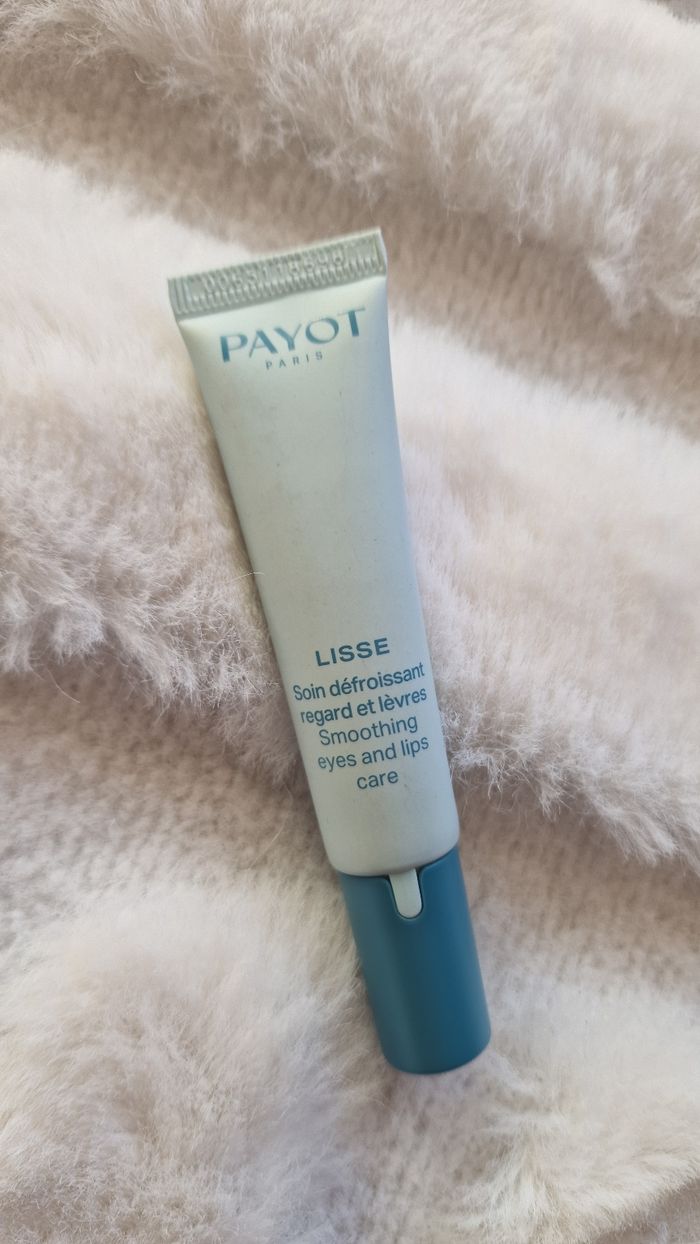 PAYOT
PARIS
LISSE
Soin défroissant
regard et lèvres
Smoothing
eyes and lips
care